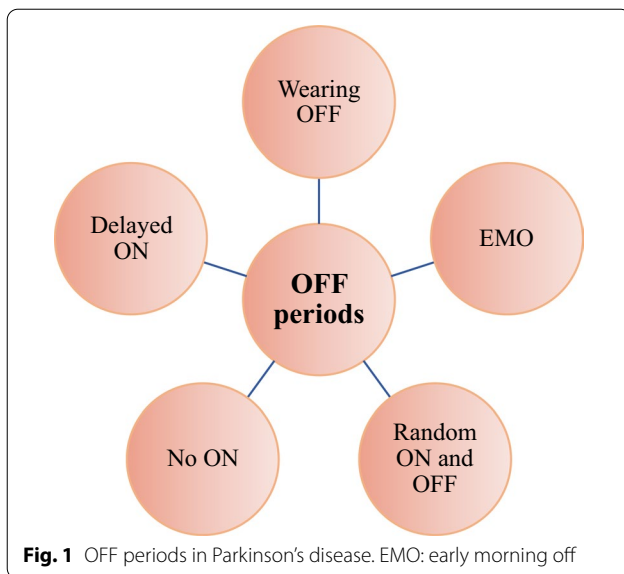 Wearing
OFF
EMO
Random
ON and
OFF
No ON
Delayed
ON
OFF
periods
Fig. 1 OFF periods in Parkinson's disease. EMO: early morning off